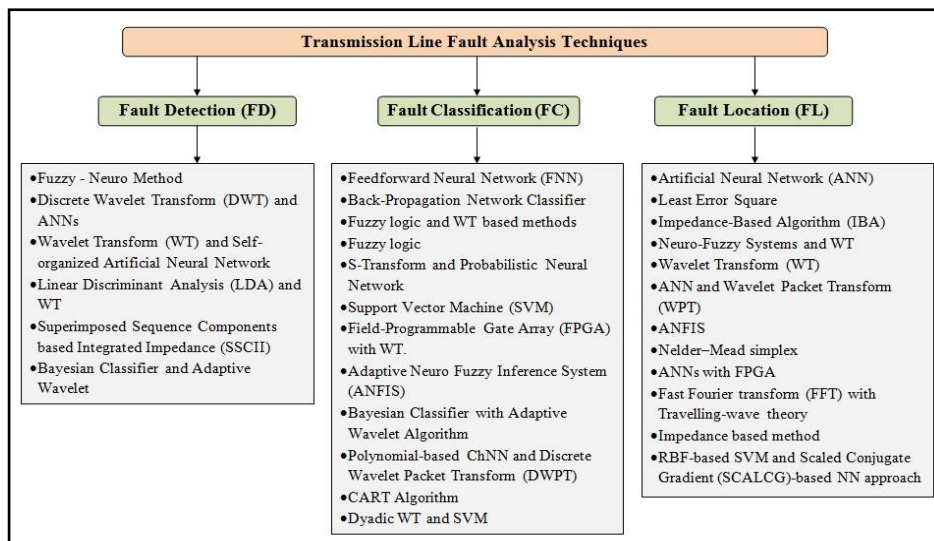 Transmission Line Fault Analysis Techniques
Fault Detection (FD)
•Fuzzy - Neuro Method
•Discrete Wavelet Transform (DWT) and
ANNs
•Wavelet Transform (WT) and Self-
organized Artificial Neural Network
•Linear Discriminant Analysis (LDA) and
WT
•Superimposed Sequence Components
based Integrated Impedance (SSCII)
•Bayesian Classifier and Adaptive
Wavelet
Fault Classification (FC)
•Feedforward Neural Network (FNN)
•Back-Propagation Network Classifier
•Fuzzy logic and WT based methods
•Fuzzy logic
•S-Transform and Probabilistic Neural
Network
•Support Vector Machine (SVM)
•Field-Programmable Gate Array (FPGA)
with WT.
•Adaptive Neuro Fuzzy Inference System
(ANFIS)
•Bayesian Classifier with Adaptive
Wavelet Algorithm
•Polynomial-based ChNN and Discrete
Wavelet Packet Transform (DWPT)
•CART Algorithm
•Dyadic WT and SVM
Fault Location (FL)
•Artificial Neural Network (ANN)
•Least Error Square
•Impedance-Based Algorithm (IBA)
•Neuro-Fuzzy Systems and WT
•Wavelet Transform (WT)
•ANN and Wavelet Packet Transform
(WPT)
•ANFIS
•Nelder–Mead simplex
•ANNs with FPGA
•Fast Fourier transform (FFT) with
Travelling-wave theory
•Impedance based method
•RBF-based SVM and Scaled Conjugate
Gradient (SCALCG)-based NN approach